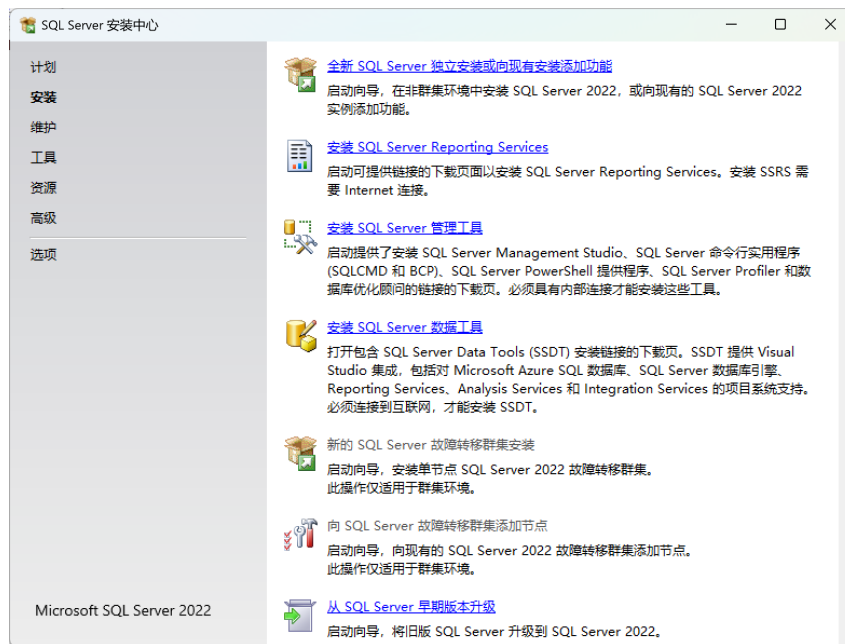 SQL Server 安装中心
计划
安装
维护
工具
资源
高级
选项
Microsoft SQL Server 2022
全新 SQL Server 独立安装或向现有安装添加功能
启动向导，在非群集环境中安装 SQL Server 2022，或向现有的 SQL Server 2022
实例添加功能。
安装 SQL Server Reporting Services
启动可提供链接的下载页面以安装 SQL Server Reporting Services。安装 SSRS 需
要 Internet 连接。
安装 SQL Server 管理工具
启动提供了安装 SQL Server Management Studio、SQL Server 命令行实用程序
(SQLCMD 和 BCP)、SQL Server PowerShell 提供程序、SQL Server Profiler 和数
据库优化顾问的链接的下载页。必须具有内部连接才能安装这些工具。
安装 SQL Server 数据工具
打开包含 SQL Server Data Tools (SSDT) 安装链接的下载页。SSDT 提供 Visual
Studio 集成，包括对 Microsoft Azure SQL 数据库、SQL Server 数据库引擎、
Reporting Services、Analysis Services 和 Integration Services 的项目系统支持。
必须连接到互联网，才能安装 SSDT。
新的 SQL Server 故障转移群集安装
启动向导，安装单节点 SQL Server 2022 故障转移群集。
此操作仅适用于群集环境。
向 SQL Server 故障转移群集添加节点
启动向导，向现有的 SQL Server 2022 故障转移群集添加节点。
此操作仅适用于群集环境。
从 SQL Server 早期版本升级
启动向导，将旧版 SQL Server 升级到 SQL Server 2022。